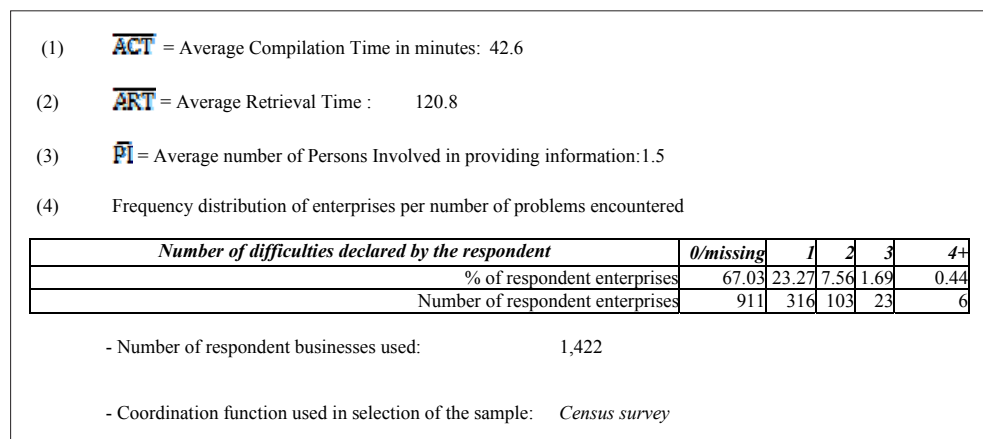 (1) ACT = Average Compilation Time in minutes: 42.6
(2) ART = Average Retrieval Time : 120.8
(3) PI = Average number of Persons Involved in providing information:1.5
(4) Frequency distribution of enterprises per number of problems encountered
Number of difficulties declared by the respondent 0/missing 1 2 3 4+
% of respondent enterprises 67.03 23.27 7.56 1.69 0.44
Number of respondent enterprises 911 316 103 23 6
- Number of respondent businesses used: 1,422
- Coordination function used in selection of the sample: Census survey